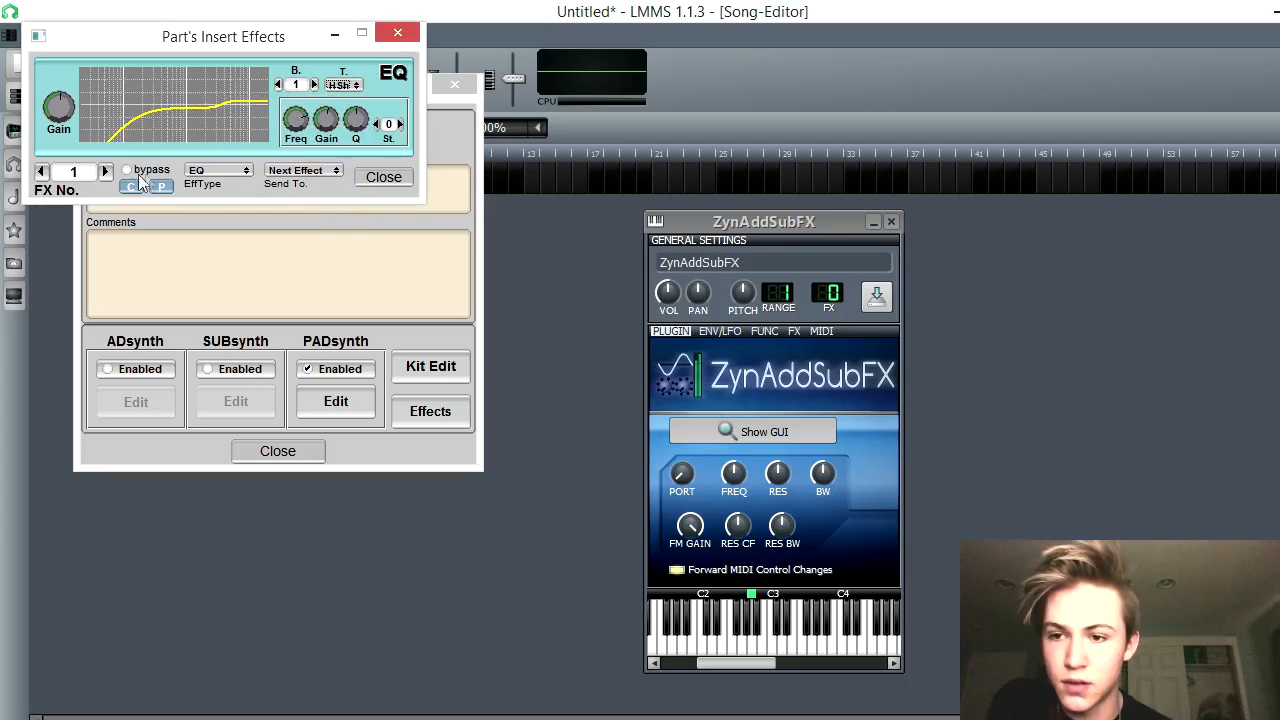 Untitled* - LMMS 1.1.3 - [Song-Editor]
Part's Insert Effects
B.
T.
EQ
1
H Sh
Gain
Freq
Gain
Q
0
St.
1
FX No.
bypass
C
P
EQ
EffType
Next Effect
Send To.
Close
CPU
00%
13 17 21 25 29 33 37 41 45 49 53 57
Comments
ADsynth
SUBsynth
PADsynth
Enabled
Enabled
Enabled
Edit
Edit
Edit
Kit Edit
Effects
Close
ZynAddSubFX
GENERAL SETTINGS
ZynAddSubFX
1
0
VOL PAN PITCH RANGE FX
PLUGIN ENV/LFO FUNC FX MIDI
ZynAddSubFX
Show GUI
PORT FREQ RES BW
FM GAIN RES CF RES BW
Forward MIDI Control Changes
C2 C3 C4